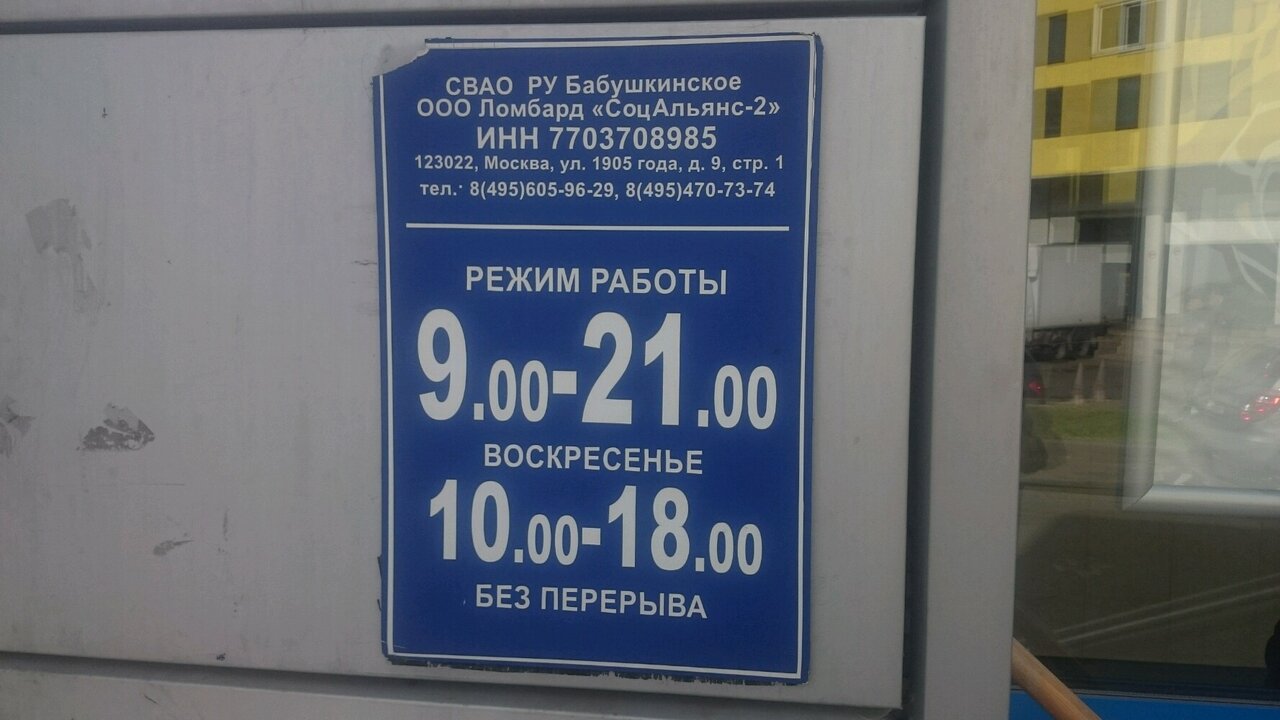 СВАО РУ Бабушкинское
ООО Ломбард «СоцАльянс-2»
ИНН 7703708985
123022, Москва, ул. 1905 года, д. 9, стр. 1
тел. 8(495)605-96-29, 8(495)470-73-74
РЕЖИМ РАБОТЫ
9.00-21.00
ВОСКРЕСЕНЬЕ
10.00-18.00
БЕЗ ПЕРЕРЫВА